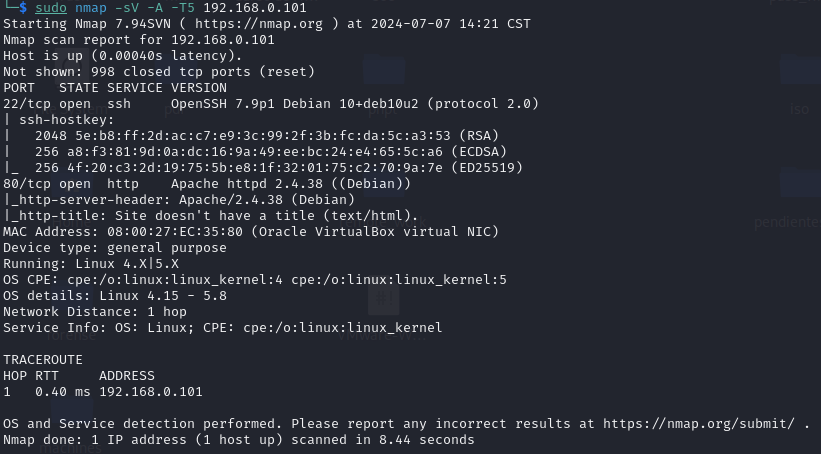 └─$ sudo nmap -sV -A -T5 192.168.0.101
Starting Nmap 7.94SVN ( https://nmap.org ) at 2024-07-07 14:21 CST
Nmap scan report for 192.168.0.101
Host is up (0.00040s latency).
Not shown: 998 closed tcp ports (reset)
PORT   STATE SERVICE VERSION
22/tcp open  ssh     OpenSSH 7.9p1 Debian 10+deb10u2 (protocol 2.0)
| ssh-hostkey:
|   2048 5e:b8:ff:2d:ac:c7:e9:3c:99:2f:3b:fc:da:5c:a3:53 (RSA)
|   256 a8:f3:81:9d:0a:dc:16:9a:49:ee:bc:24:e4:65:5c:a6 (ECDSA)
|_  256 4f:20:c3:2d:19:75:5b:e8:1f:32:01:75:c2:70:9a:7e (ED25519)
80/tcp open  http    Apache httpd 2.4.38 ((Debian))
|_http-server-header: Apache/2.4.38 (Debian)
|_http-title: Site doesn't have a title (text/html).
MAC Address: 08:00:27:EC:35:80 (Oracle VirtualBox virtual NIC)
Device type: general purpose
Running: Linux 4.X|5.X
OS CPE: cpe:/o:linux:linux_kernel:4 cpe:/o:linux:linux_kernel:5
OS details: Linux 4.15 - 5.8
Network Distance: 1 hop
Service Info: OS: Linux; CPE: cpe:/o:linux:linux_kernel
TRACEROUTE
HOP RTT     ADDRESS
1   0.40 ms 192.168.0.101
OS and Service detection performed. Please report any incorrect results at https://nmap.org/submit/ .
Nmap done: 1 IP address (1 host up) scanned in 8.44 seconds